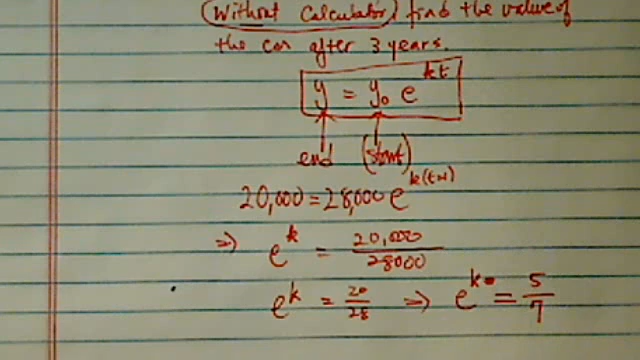 (Without Calculator) find the value of
the car after 3 years.
y = y₀ e^kt
end (start)
20,000 = 28,000 e^k(t=1)
⇒ e^k = 20,000/28000
e^k = 20/28 ⇒ e^k = 5/7